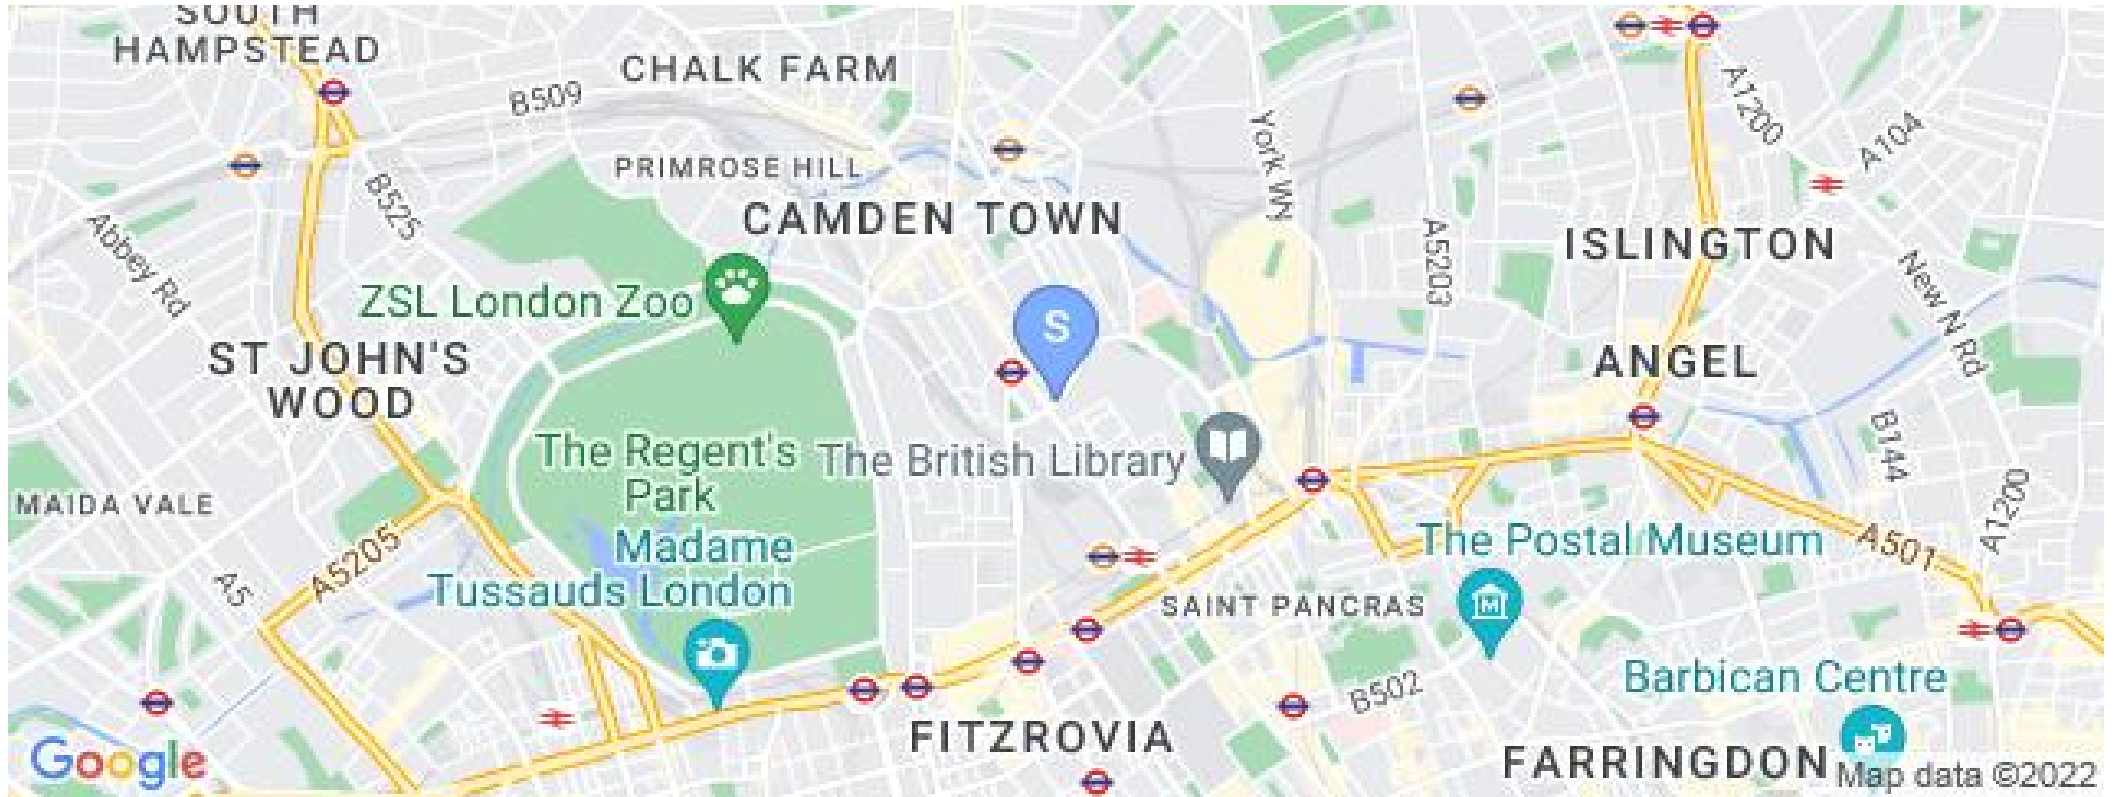 SOUTH
HAMPSTEAD
CHALK FARM
B509
A1200
A104
York Wy
PRIMROSE HILL
B525
CAMDEN TOWN
Abbey Rd
A5203
ISLINGTON
New N Rd
ZSL London Zoo
S
ST JOHN'S
WOOD
ANGEL
The Regent's
Park
The British Library
B144
MAIDA VALE
A1200
A5205
A5
Madame
Tussauds London
The Postal Museum
A501
SAINT PANCRAS
M
B502
Barbican Centre
FITZROVIA
FARRINGDON
Google
Map data ©2022